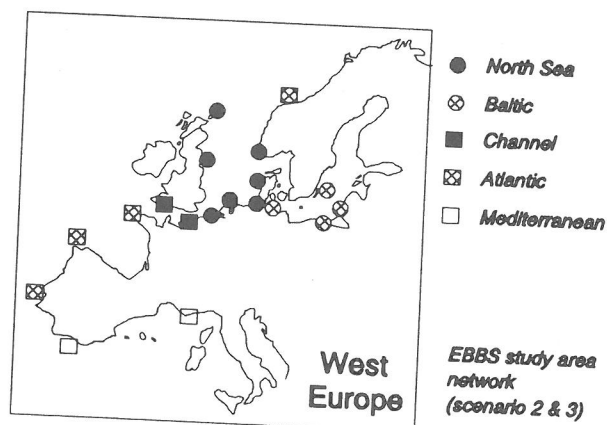 North Sea
Baltic
Channel
Atlantic
Mediterranean
West
Europe
EBBS study area
network
(scenario 2 & 3)